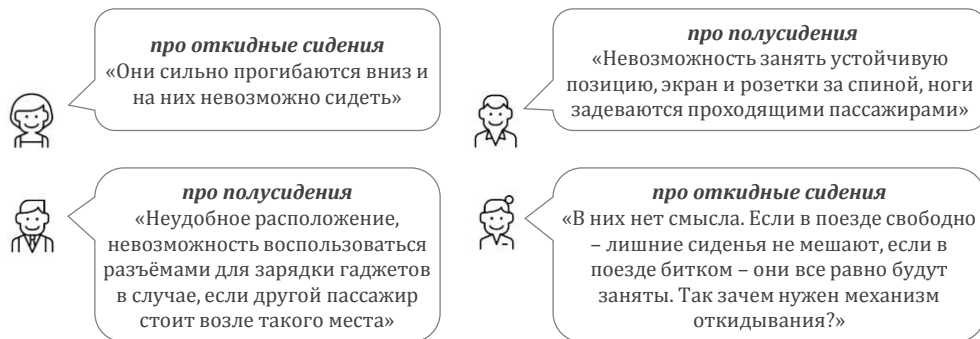 про откидные сидения
«Они сильно прогибаются вниз и
на них невозможно сидеть»
про полусидения
«Невозможность занять устойчивую
позицию, экран и розетки за спиной, ноги
задеваются проходящими пассажирами»
про полусидения
«Неудобное расположение,
невозможность воспользоваться
разъёмами для зарядки гаджетов
в случае, если другой пассажир
стоит возле такого места»
про откидные сидения
«В них нет смысла. Если в поезде свободно
– лишние сиденья не мешают, если в
поезде битком – они все равно будут
заняты. Так зачем нужен механизм
откидывания?»